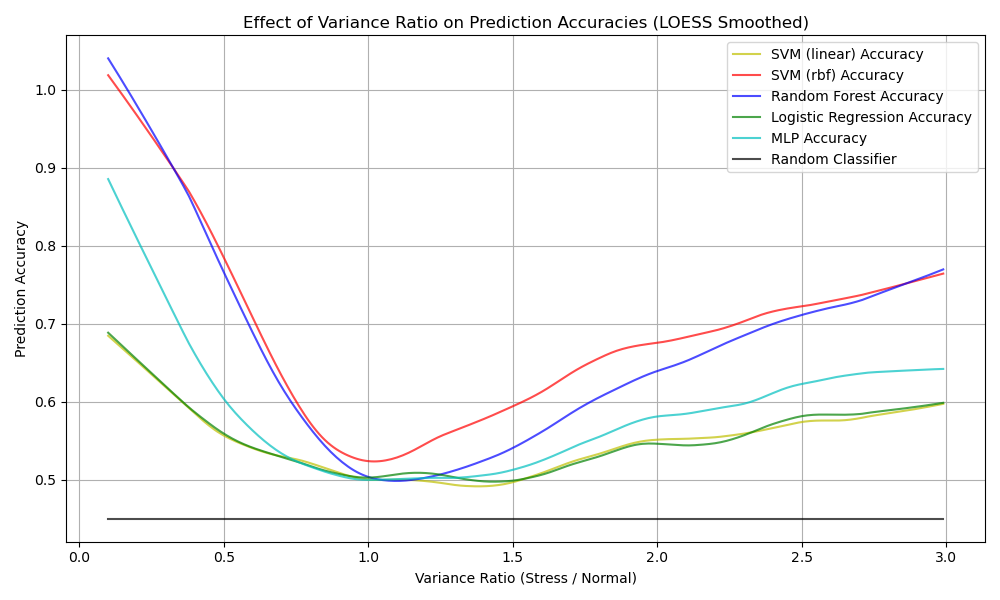 Effect of Variance Ratio on Prediction Accuracies (LOESS Smoothed)
SVM (linear) Accuracy
SVM (rbf) Accuracy
Random Forest Accuracy
Logistic Regression Accuracy
MLP Accuracy
Random Classifier
Prediction Accuracy
1.0
0.9
0.8
0.7
0.6
0.5
0.0
0.5
1.0
1.5
2.0
2.5
3.0
Variance Ratio (Stress / Normal)